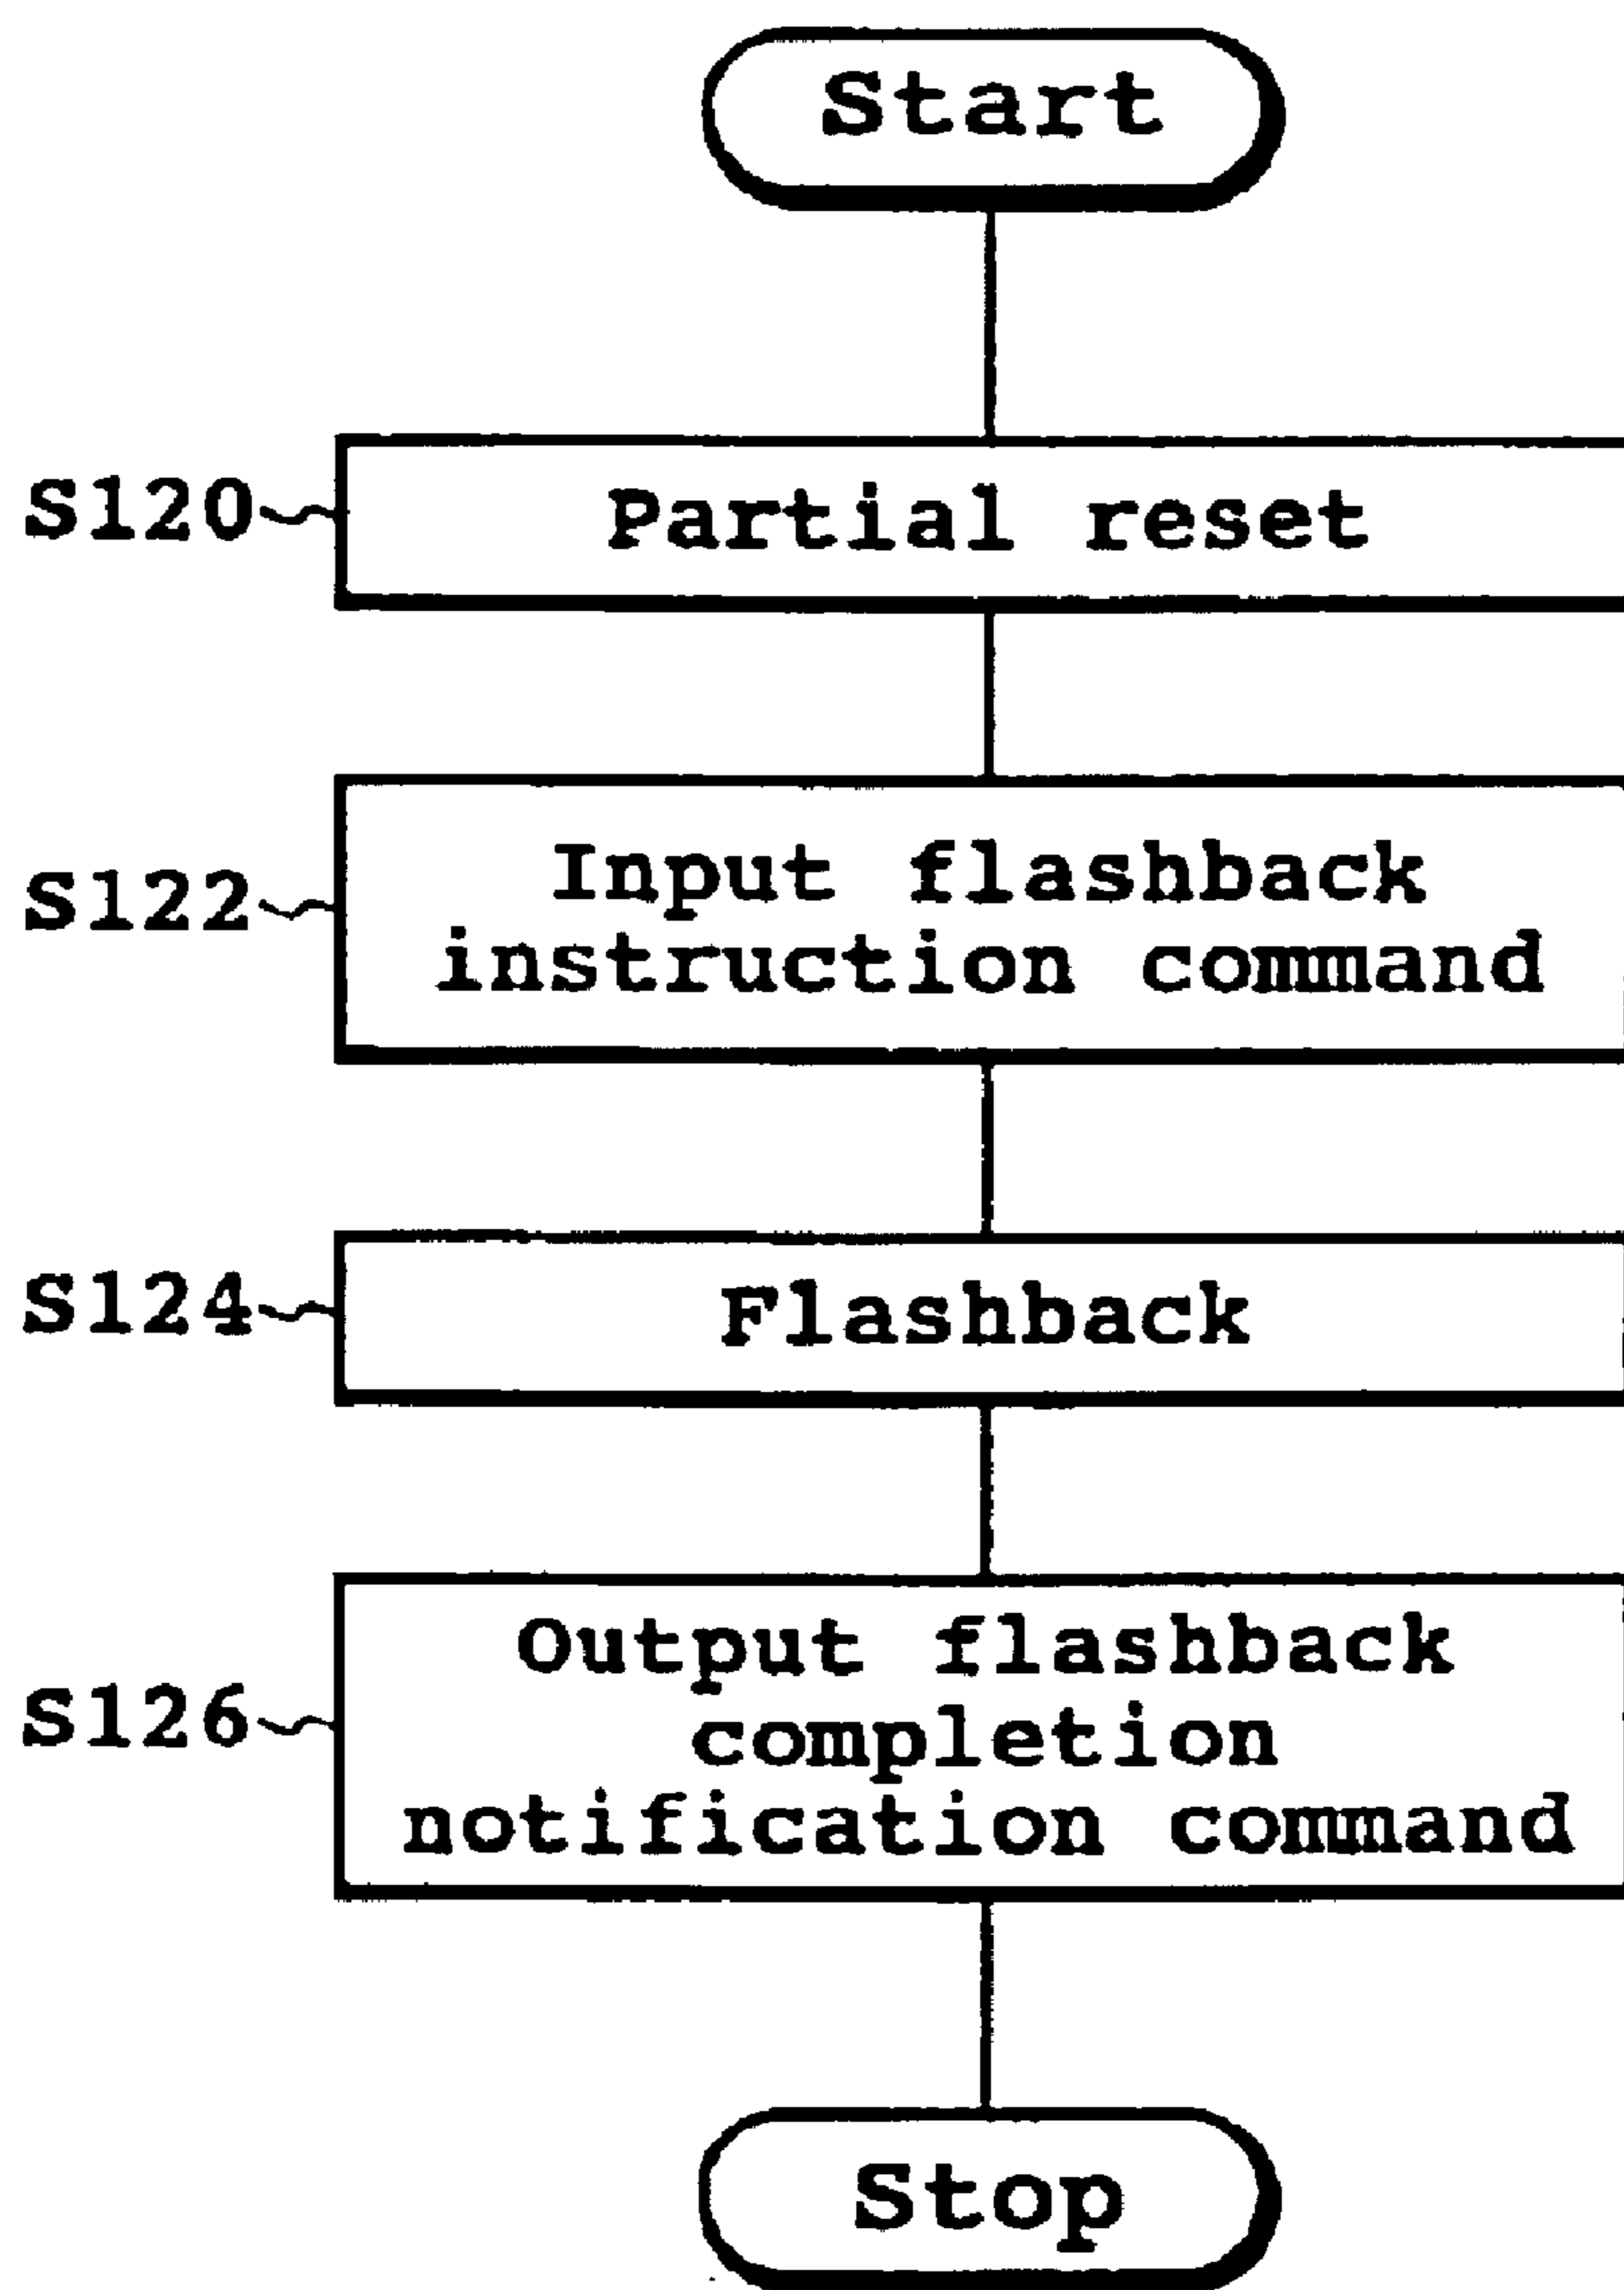 Start
S120
Partial reset
S122
Input flashback
instruction command
S124
Flashback
S126
Output flashback
completion
notification command
Stop